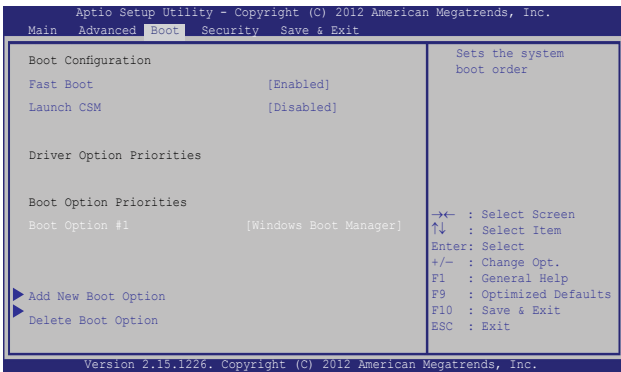 Aptio Setup Utility - Copyright (C) 2012 American Megatrends, Inc.
Main Advanced Boot Security Save & Exit
Boot Configuration
Fast Boot [Enabled]
Launch CSM [Disabled]
Driver Option Priorities
Boot Option Priorities
Boot Option #1 [Windows Boot Manager]
Add New Boot Option
Delete Boot Option
Sets the system
boot order
→← : Select Screen
↑↓ : Select Item
Enter: Select
+/— : Change Opt.
F1 : General Help
F9 : Optimized Defaults
F10 : Save & Exit
ESC : Exit
Version 2.15.1226. Copyright (C) 2012 American Megatrends, Inc.